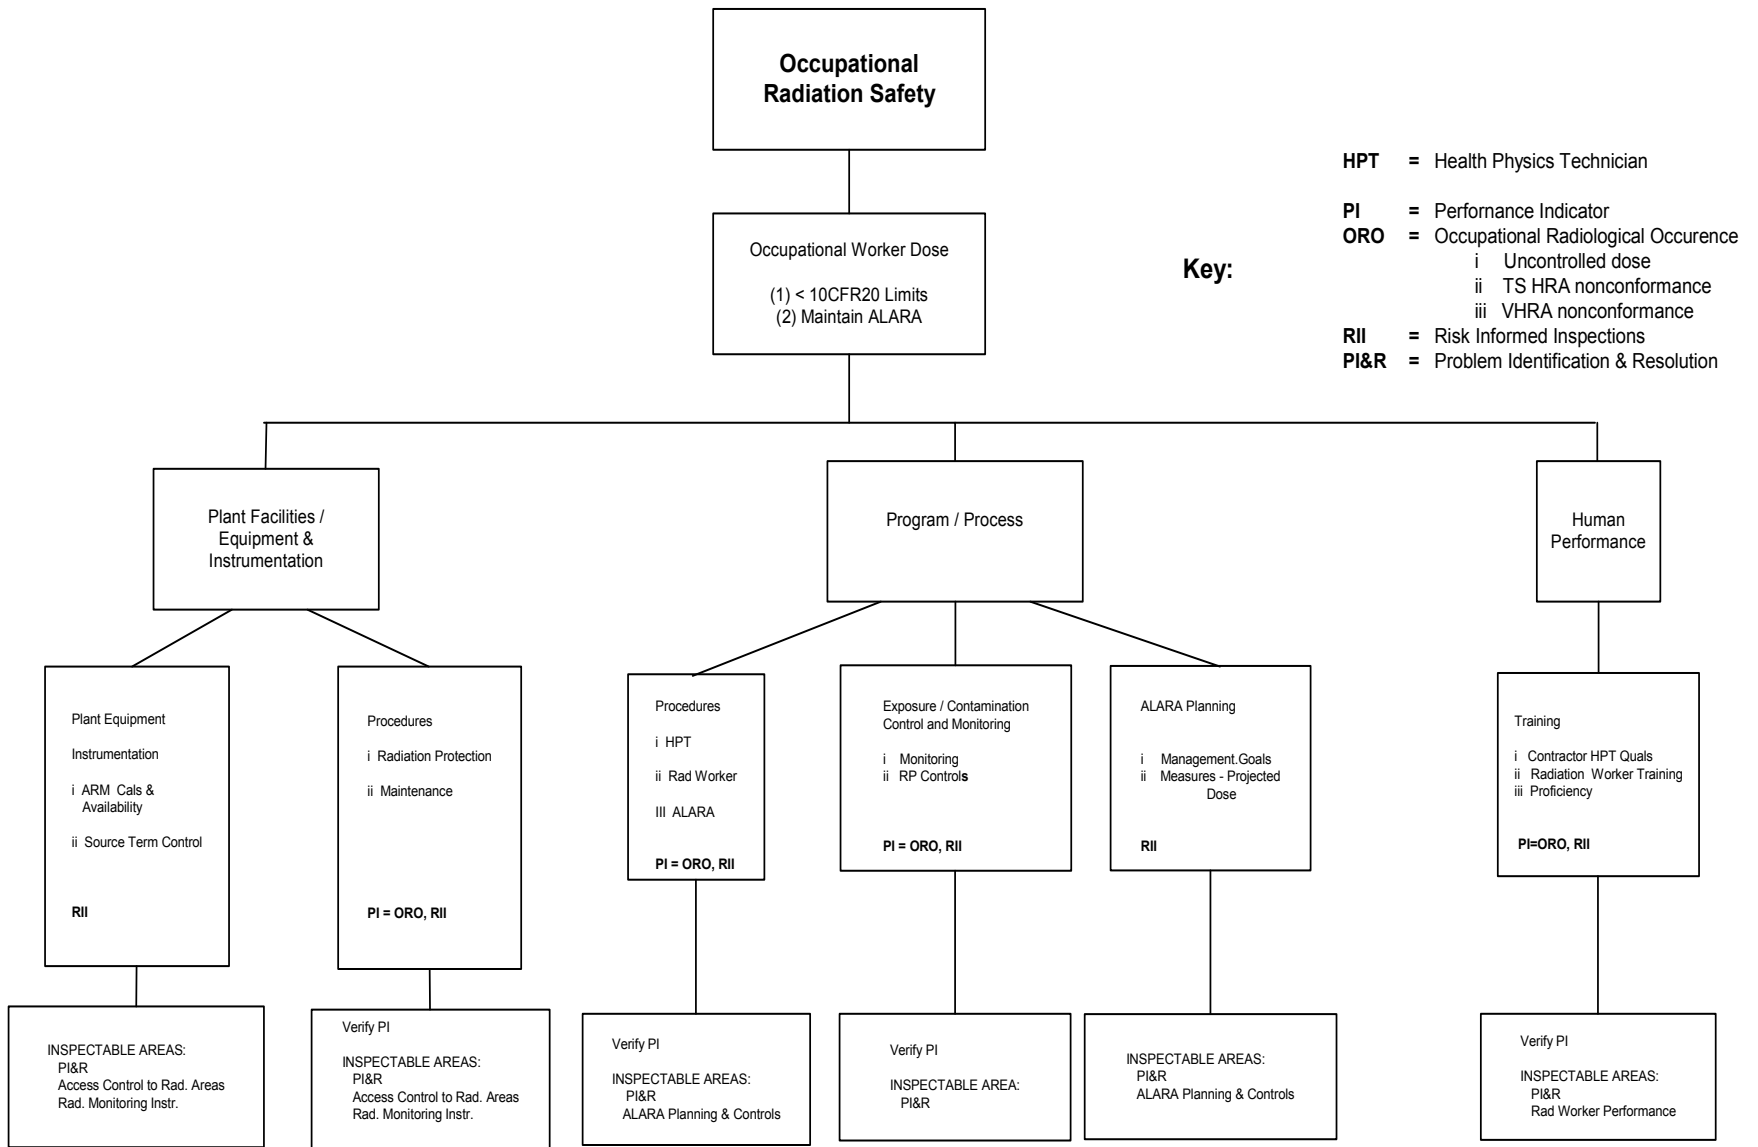 Occupational
Radiation Safety
Occupational Worker Dose
(1) < 10CFR20 Limits
(2) Maintain ALARA
Key:
HPT = Health Physics Technician
PI = Perfornance Indicator
ORO = Occupational Radiological Occurence
i Uncontrolled dose
ii TS HRA nonconformance
iii VHRA nonconformance
RII = Risk Informed Inspections
PI&R = Problem Identification & Resolution
Plant Facilities /
Equipment &
Instrumentation
Program / Process
Human
Performance
Plant Equipment
Instrumentation
i ARM Cals &
Availability
ii Source Term Control
RII
Procedures
i Radiation Protection
ii Maintenance
PI = ORO, RII
Procedures
i HPT
ii Rad Worker
III ALARA
PI = ORO, RII
Exposure / Contamination
Control and Monitoring
i Monitoring
ii RP Controls
PI = ORO, RII
ALARA Planning
i Management.Goals
ii Measures - Projected
Dose
RII
Training
i Contractor HPT Quals
ii Radiation Worker Training
iii Proficiency
PI=ORO, RII
INSPECTABLE AREAS:
PI&R
Access Control to Rad. Areas
Rad. Monitoring Instr.
Verify PI
INSPECTABLE AREAS:
PI&R
Access Control to Rad. Areas
Rad. Monitoring Instr.
Verify PI
INSPECTABLE AREAS:
PI&R
ALARA Planning & Controls
Verify PI
INSPECTABLE AREA:
PI&R
INSPECTABLE AREAS:
PI&R
ALARA Planning & Controls
Verify PI
INSPECTABLE AREAS:
PI&R
Rad Worker Performance